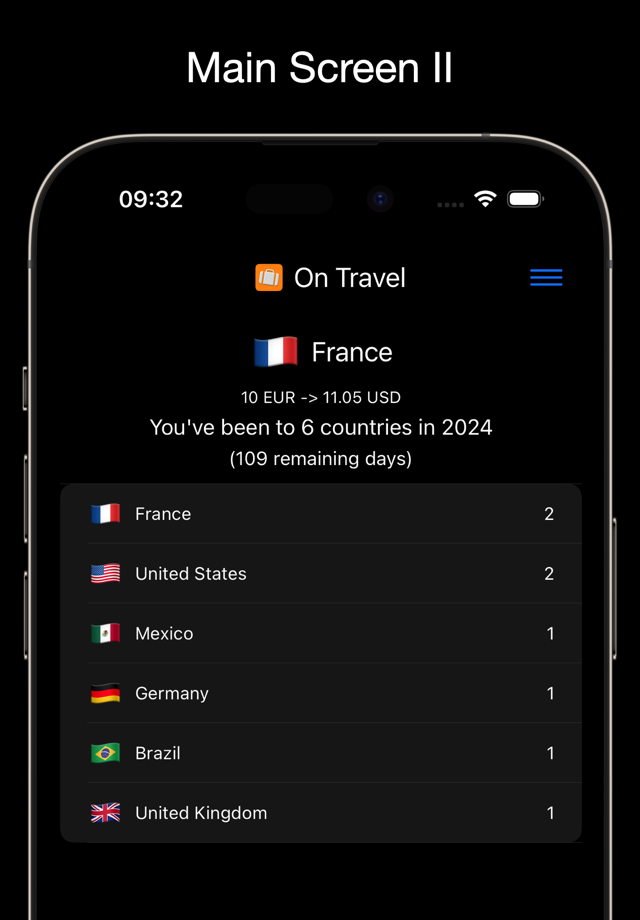 Main Screen II
09:32
On Travel
France
10 EUR -> 11.05 USD
You've been to 6 countries in 2024
(109 remaining days)
France 2
United States 2
Mexico 1
Germany 1
Brazil 1
United Kingdom 1